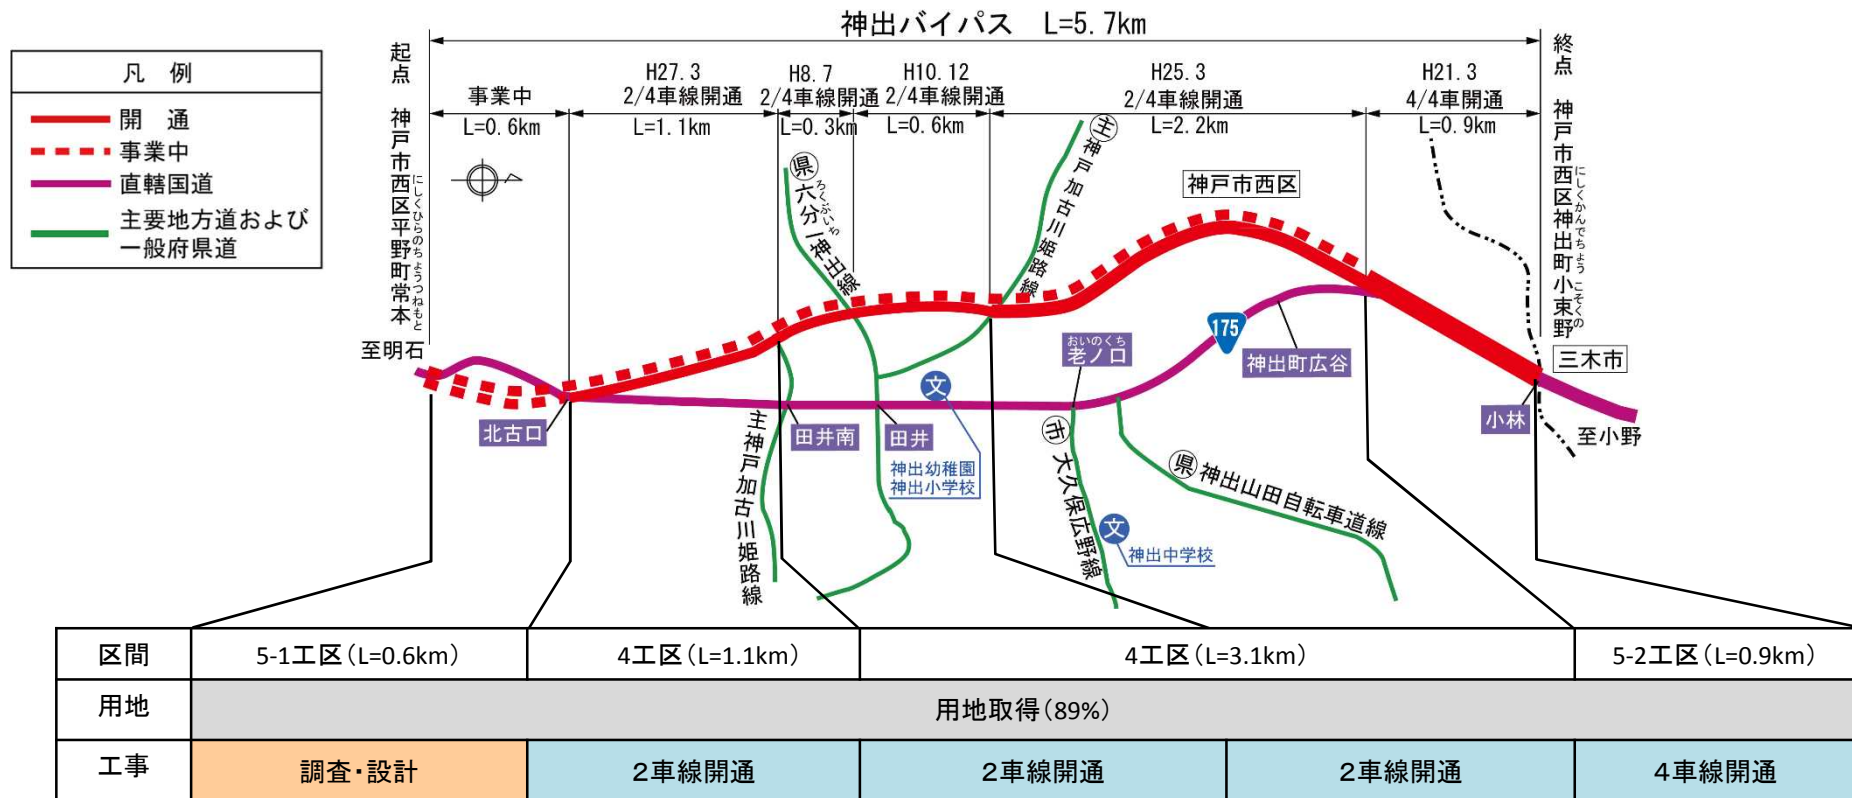 神出バイパス L=5.7km
凡 例
開 通
事業中
直轄国道
主要地方道および
一般府県道
起点 神戸市西区平野町常本
にしくひらのちょうつねもと
終点 神戸市西区神出町小束野
にしくかんでちょう こそくの
事業中
L=0.6km
H27.3
2/4車線開通
L=1.1km
H8.7
2/4車線開通
L=0.3km
H10.12
2/4車線開通
L=0.6km
H25.3
2/4車線開通
L=2.2km
H21.3
4/4車開通
L=0.9km
県 六分一神出線
ろくぶいち
主 神戸加古川姫路線
神戸市西区
175
至明石
北古口
田井南
田井
文
神出幼稚園
神出小学校
おいのくち
老ノ口
神出町広谷
三木市
小林
至小野
主神戸加古川姫路線
市 大久保広野線
文
神出中学校
県 神出山田自転車道線
区間
5-1工区(L=0.6km)
4工区(L=1.1km)
4工区(L=3.1km)
5-2工区(L=0.9km)
用地
用地取得(89%)
工事
調査・設計
2車線開通
2車線開通
2車線開通
4車線開通